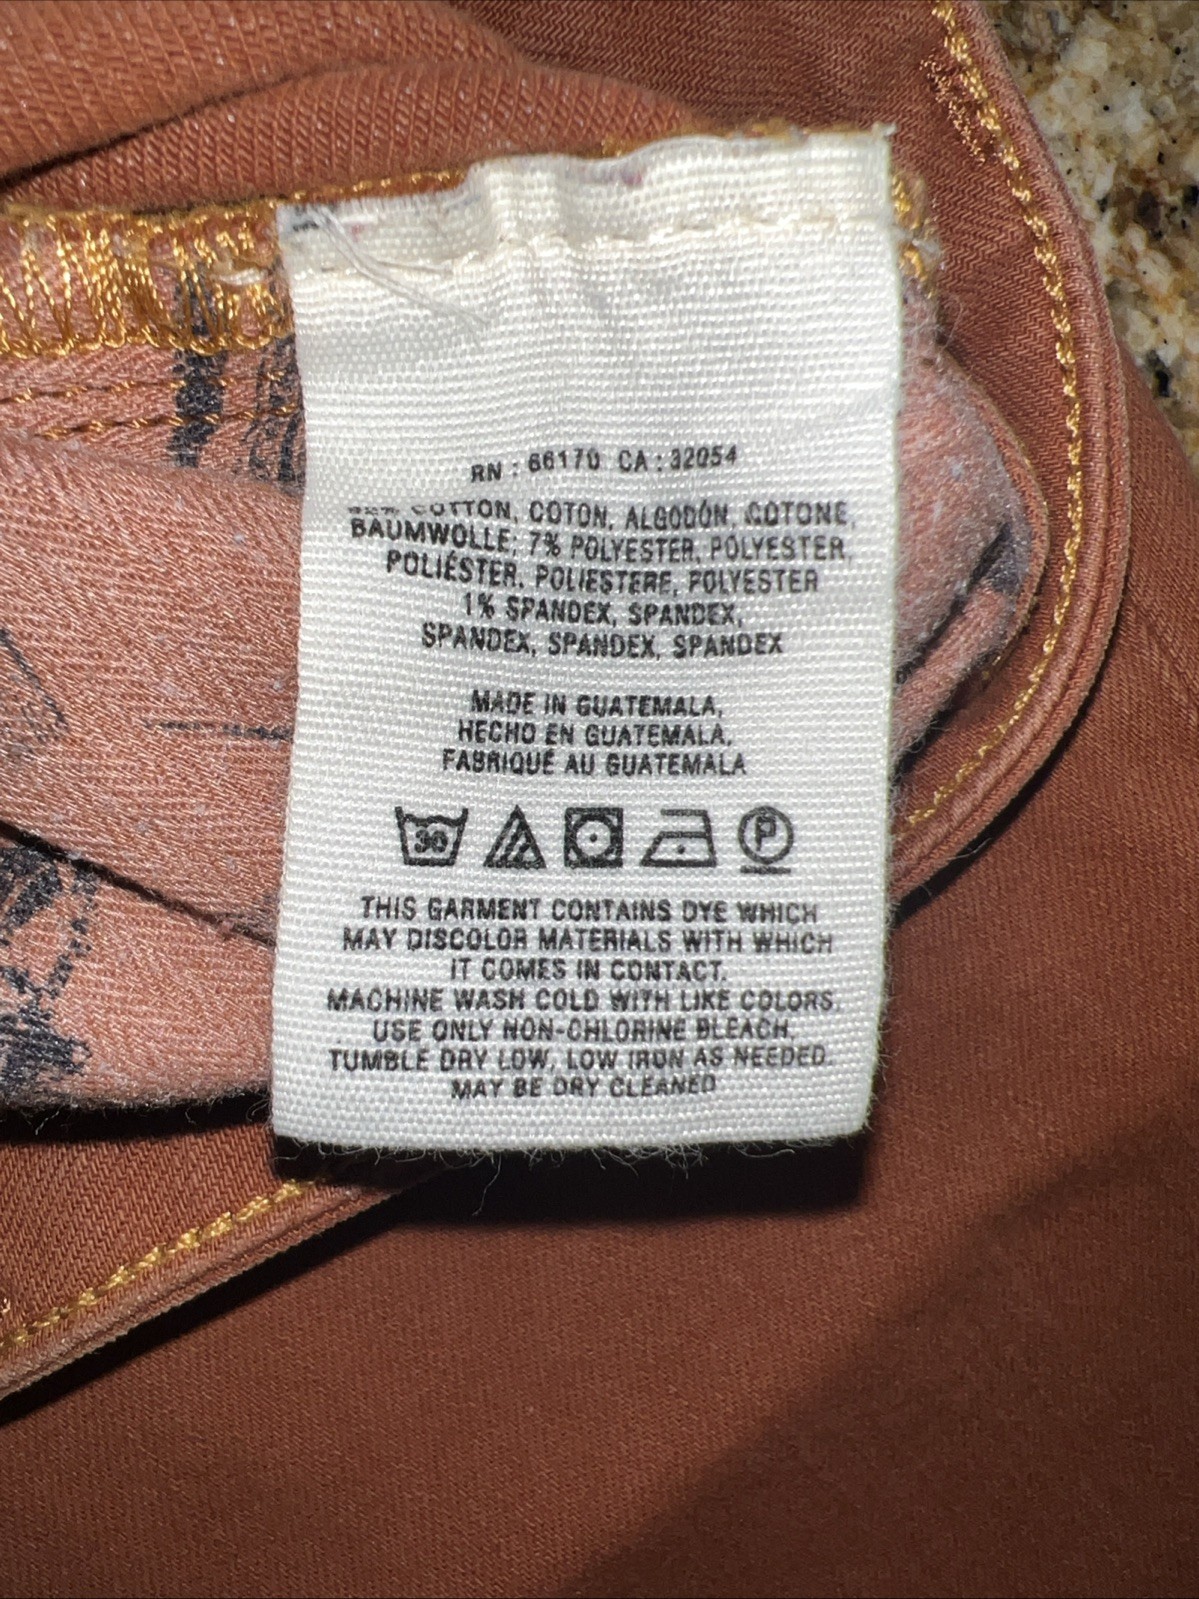 RN : 66170 CA : 32054
COTTON, COTON, ALGODÓN, COTONE,
BAUMWOLLE; 7% POLYESTER, POLYESTER,
POLIÉSTER, POLIESTERE, POLYESTER
1% SPANDEX, SPANDEX,
SPANDEX, SPANDEX, SPANDEX
MADE IN GUATEMALA,
HECHO EN GUATEMALA,
FABRIQUÉ AU GUATEMALA
30 P
THIS GARMENT CONTAINS DYE WHICH
MAY DISCOLOR MATERIALS WITH WHICH
IT COMES IN CONTACT.
MACHINE WASH COLD WITH LIKE COLORS.
USE ONLY NON-CHLORINE BLEACH.
TUMBLE DRY LOW, LOW IRON AS NEEDED.
MAY BE DRY CLEANED